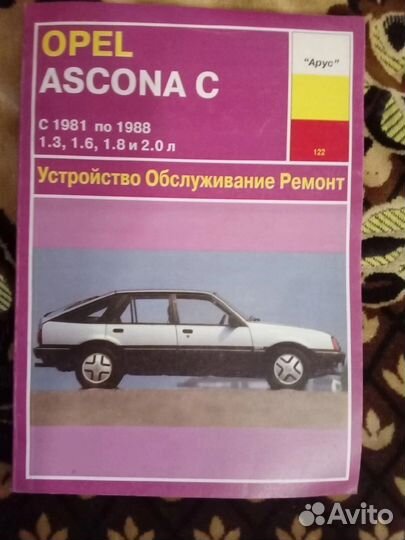 OPEL
ASCONA C
С 1981 по 1988
1.3, 1.6, 1.8 и 2.0 л
"Арус"
122
Устройство Обслуживание Ремонт
Avito